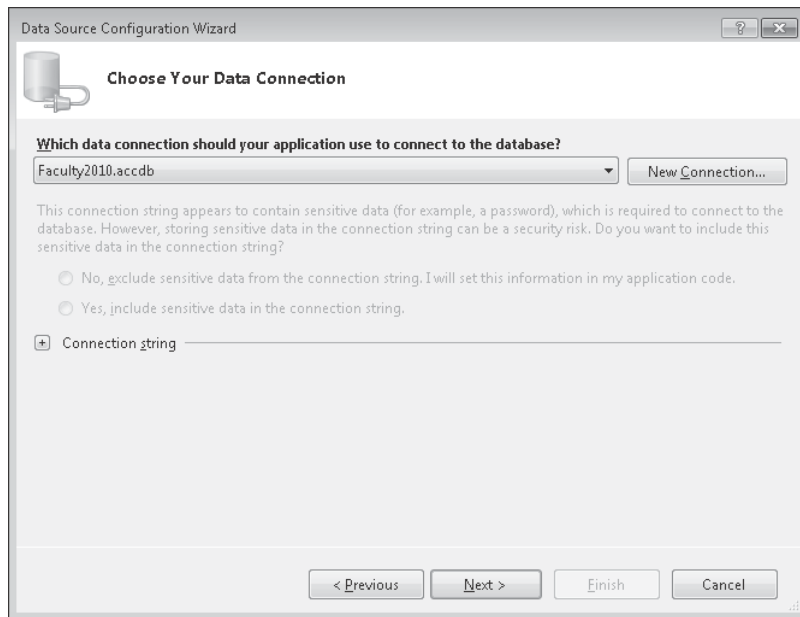 Data Source Configuration Wizard
?
Choose Your Data Connection
Which data connection should your application use to connect to the database?
Faculty2010.accdb
New Connection...
This connection string appears to contain sensitive data (for example, a password), which is required to connect to the
database. However, storing sensitive data in the connection string can be a security risk. Do you want to include this
sensitive data in the connection string?
No, exclude sensitive data from the connection string. I will set this information in my application code.
Yes, include sensitive data in the connection string.
+ Connection string
< Previous
Next >
Finish
Cancel